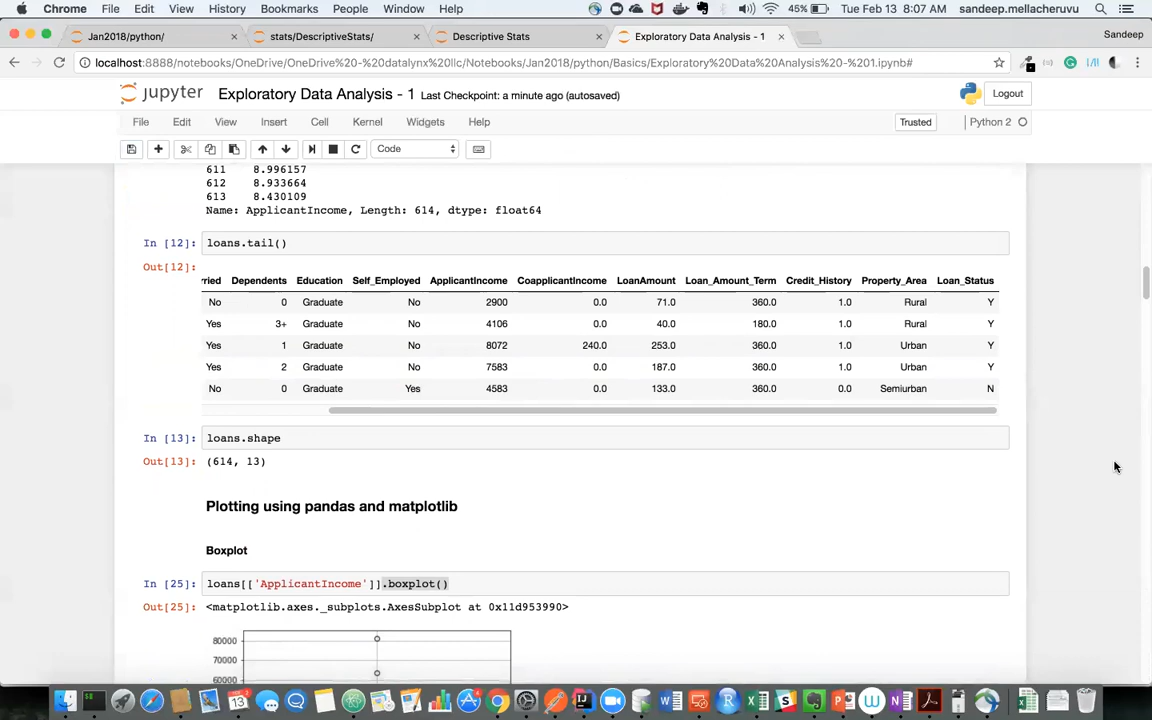 Chrome File Edit View History Bookmarks People Window Help 45% Tue Feb 13 8:07 AM sandeep.mellacheruvu
Jan2018/python/ stats/DescriptiveStats/ Descriptive Stats Exploratory Data Analysis - 1 Sandeep
localhost:8888/notebooks/OneDrive/OneDrive%20-%20datalynx%20llc/Notebooks/Jan2018/python/Basics/Exploratory%20Data%20Analysis%20-%201.ipynb#
jupyter Exploratory Data Analysis - 1 Last Checkpoint: a minute ago (autosaved) Logout
File Edit View Insert Cell Kernel Widgets Help Trusted Python 2
Code
611 8.996157
612 8.933664
613 8.430109
Name: ApplicantIncome, Length: 614, dtype: float64
In [12]: loans.tail()
Out[12]:
rried Dependents Education Self_Employed ApplicantIncome CoapplicantIncome LoanAmount Loan_Amount_Term Credit_History Property_Area Loan_Status
No 0 Graduate No 2900 0.0 71.0 360.0 1.0 Rural Y
Yes 3+ Graduate No 4106 0.0 40.0 180.0 1.0 Rural Y
Yes 1 Graduate No 8072 240.0 253.0 360.0 1.0 Urban Y
Yes 2 Graduate No 7583 0.0 187.0 360.0 1.0 Urban Y
No 0 Graduate Yes 4583 0.0 133.0 360.0 0.0 Semiurban N
In [13]: loans.shape
Out[13]: (614, 13)
Plotting using pandas and matplotlib
Boxplot
In [25]: loans[['ApplicantIncome']].boxplot()
Out[25]: <matplotlib.axes._subplots.AxesSubplot at 0x11d953990>
80000
70000
60000